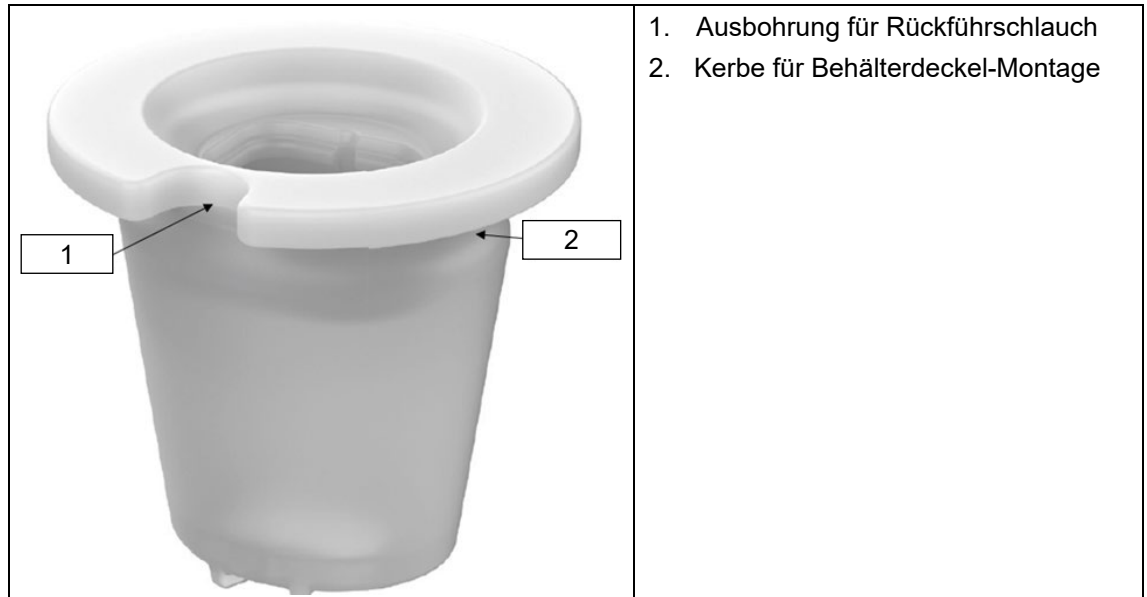 1. Ausbohrung für Rückführschlauch
2. Kerbe für Behälterdeckel-Montage
1
2